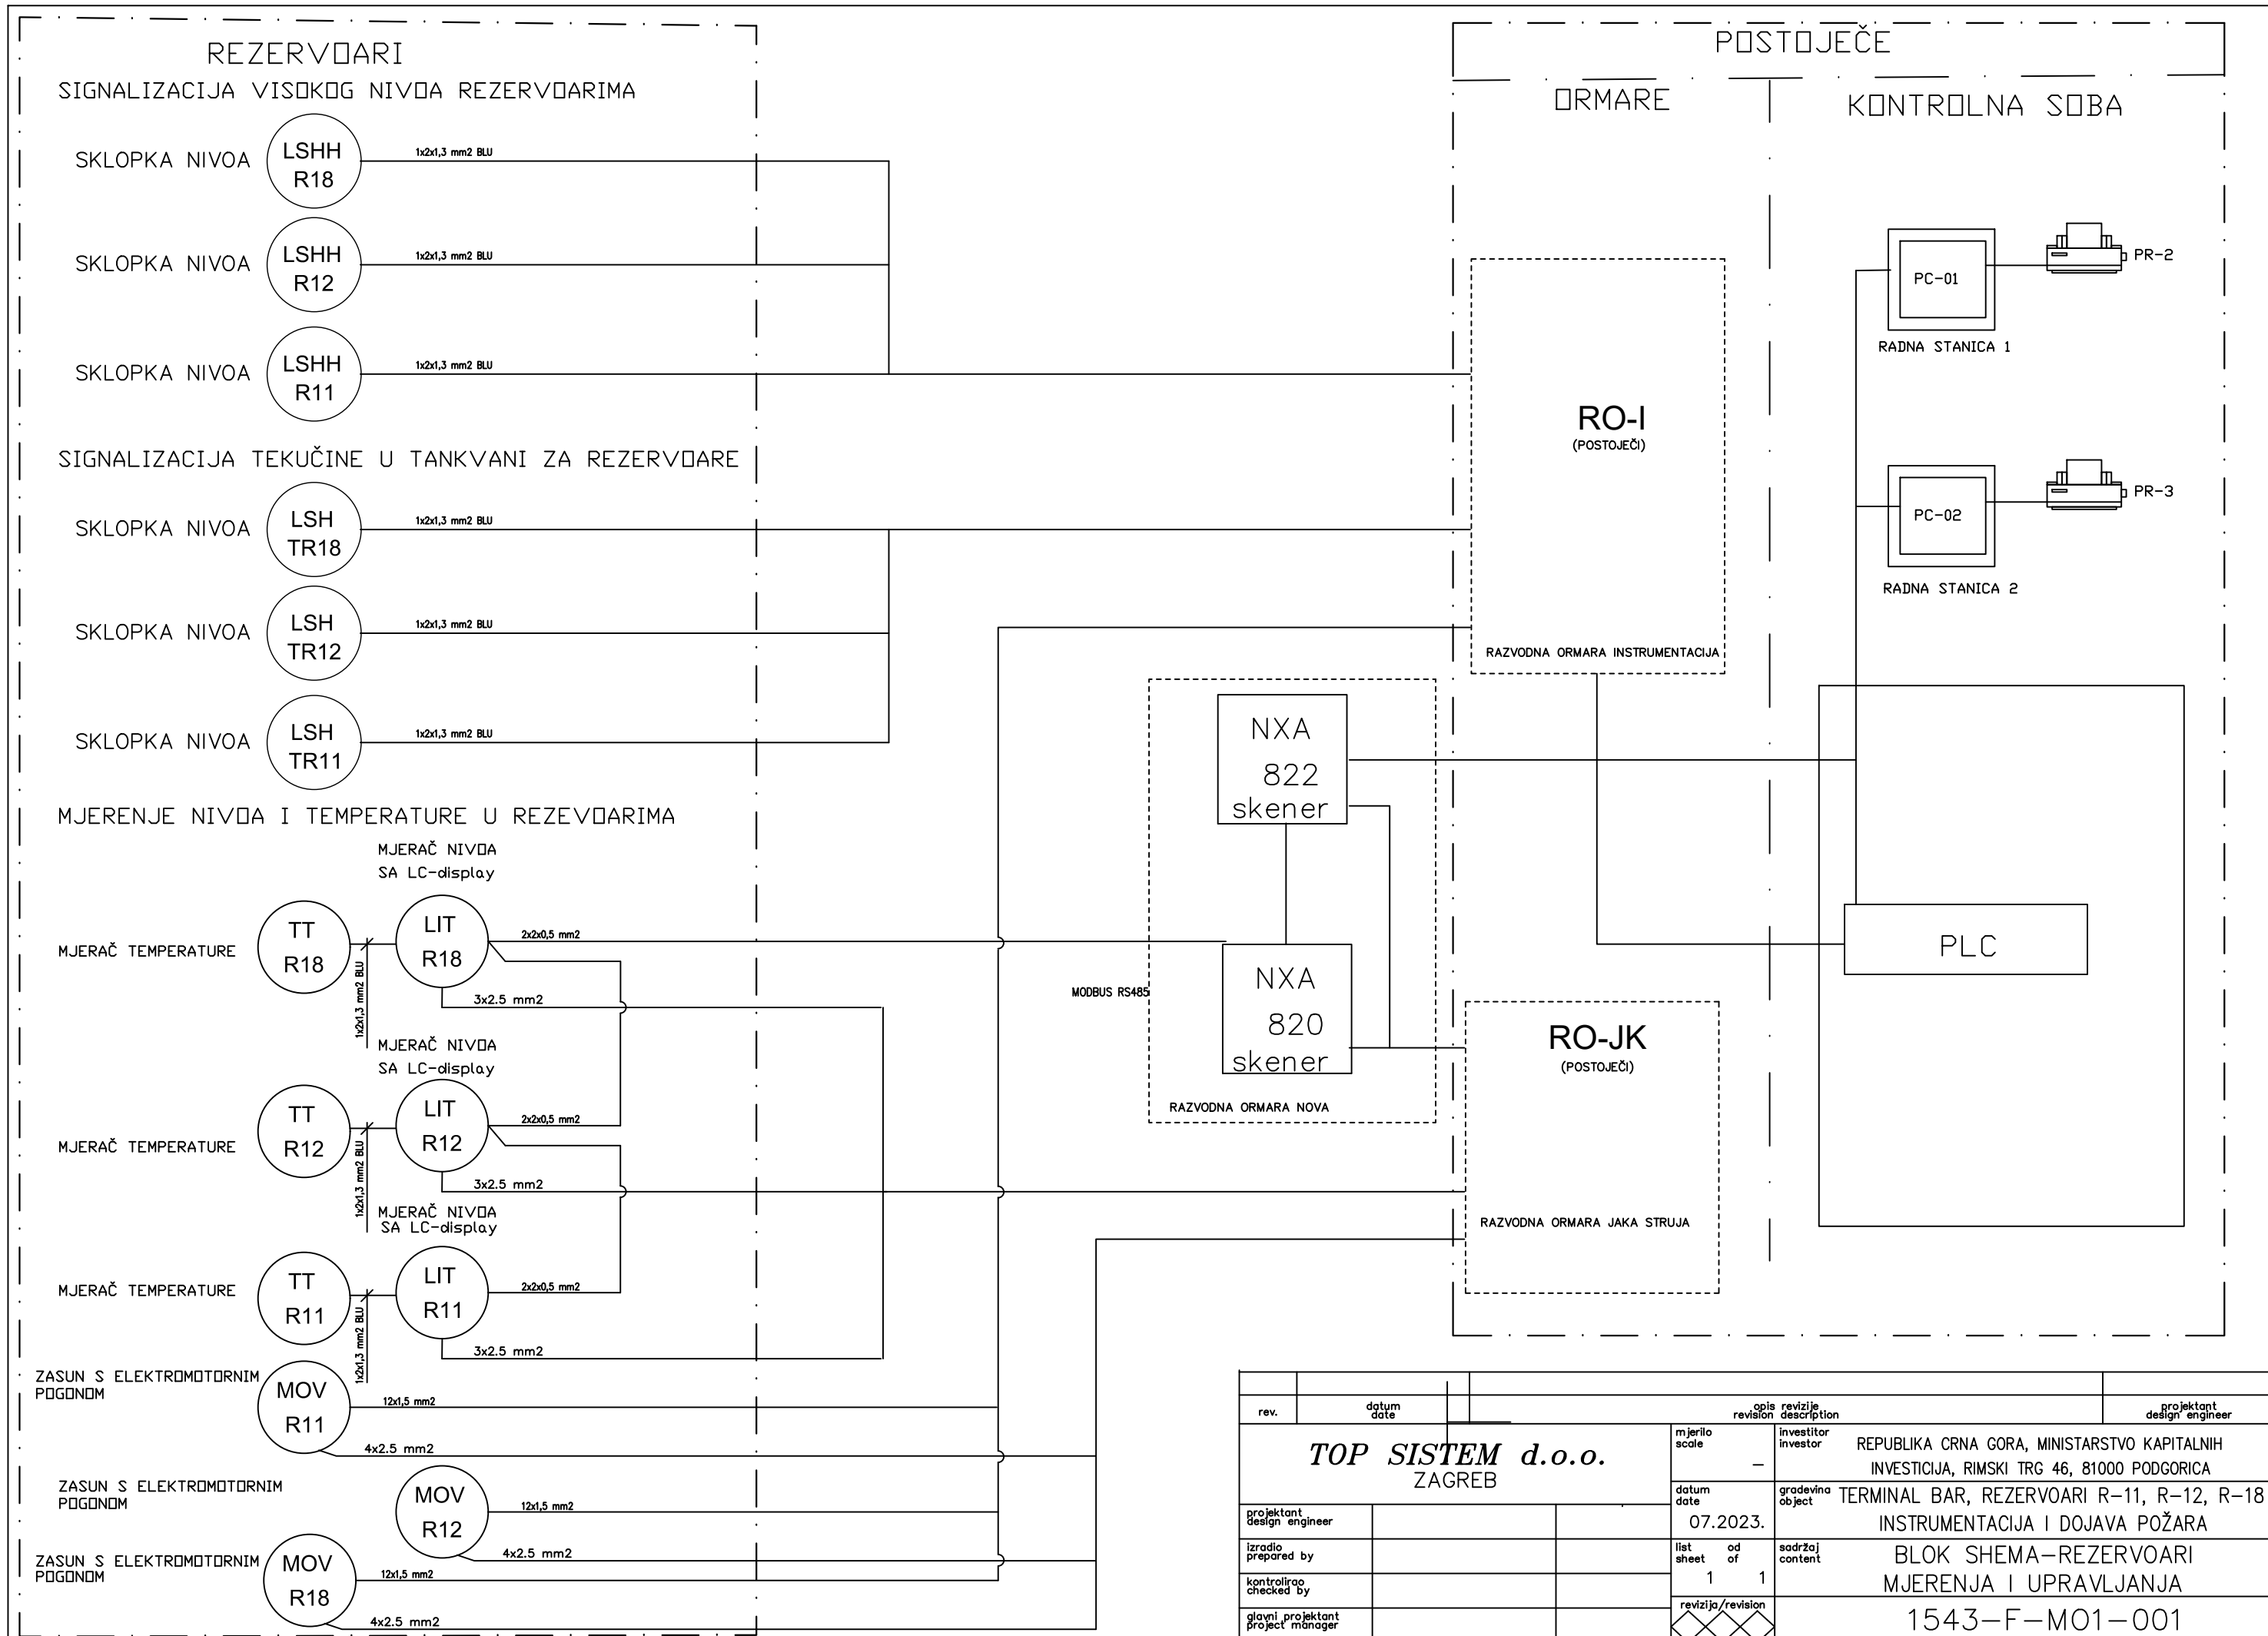 REZERVOARI
SIGNALIZACIJA VISOKOG NIVOA REZERVOARIMA
SKLOPKA NIVOA
LSHH
R18
1x2x1,3 mm2 BLU
SKLOPKA NIVOA
LSHH
R12
1x2x1,3 mm2 BLU
SKLOPKA NIVOA
LSHH
R11
1x2x1,3 mm2 BLU
SIGNALIZACIJA TEKUČINE U TANKVANI ZA REZERVOARE
SKLOPKA NIVOA
LSH
TR18
1x2x1,3 mm2 BLU
SKLOPKA NIVOA
LSH
TR12
1x2x1,3 mm2 BLU
SKLOPKA NIVOA
LSH
TR11
1x2x1,3 mm2 BLU
MJERENJE NIVOA I TEMPERATURE U REZEVOARIMA
MJERAČ NIVOA
SA LC-display
MJERAČ TEMPERATURE
TT
R18
1x2x1,3 mm2 BLU
LIT
R18
2x2x0,5 mm2
3x2.5 mm2
MJERAČ NIVOA
SA LC-display
MJERAČ TEMPERATURE
TT
R12
1x2x1,3 mm2 BLU
LIT
R12
2x2x0,5 mm2
3x2.5 mm2
MJERAČ NIVOA
SA LC-display
MJERAČ TEMPERATURE
TT
R11
1x2x1,3 mm2 BLU
LIT
R11
2x2x0,5 mm2
3x2.5 mm2
ZASUN S ELEKTROMOTORNIM
POGONOM
MOV
R11
12x1,5 mm2
4x2.5 mm2
ZASUN S ELEKTROMOTORNIM
POGONOM
MOV
R12
12x1,5 mm2
4x2.5 mm2
ZASUN S ELEKTROMOTORNIM
POGONOM
MOV
R18
12x1,5 mm2
4x2.5 mm2
MODBUS RS485
NXA
822
skener
NXA
820
skener
RAZVODNA ORMARA NOVA
POSTOJEČE
ORMARE
KONTROLNA SOBA
RO-I
(POSTOJEČI)
RAZVODNA ORMARA INSTRUMENTACIJA
RO-JK
(POSTOJEČI)
RAZVODNA ORMARA JAKA STRUJA
PC-01
PR-2
RADNA STANICA 1
PC-02
PR-3
RADNA STANICA 2
PLC
rev.
datum
date
opis revizije
revision description
projektant
design engineer
TOP SISTEM d.o.o.
ZAGREB
mjerilo
scale
–
investitor
investor
REPUBLIKA CRNA GORA, MINISTARSTVO KAPITALNIH
INVESTICIJA, RIMSKI TRG 46, 81000 PODGORICA
datum
date
07.2023.
gradevina
object
TERMINAL BAR, REZERVOARI R-11, R-12, R-18
INSTRUMENTACIJA I DOJAVA POŽARA
projektant
design engineer
izradio
prepared by
list od
sheet of
1 1
sadržaj
content
BLOK SHEMA-REZERVOARI
MJERENJA I UPRAVLJANJA
kontrolirao
checked by
glavni projektant
project manager
revizija/revision
1543-F-MO1-001